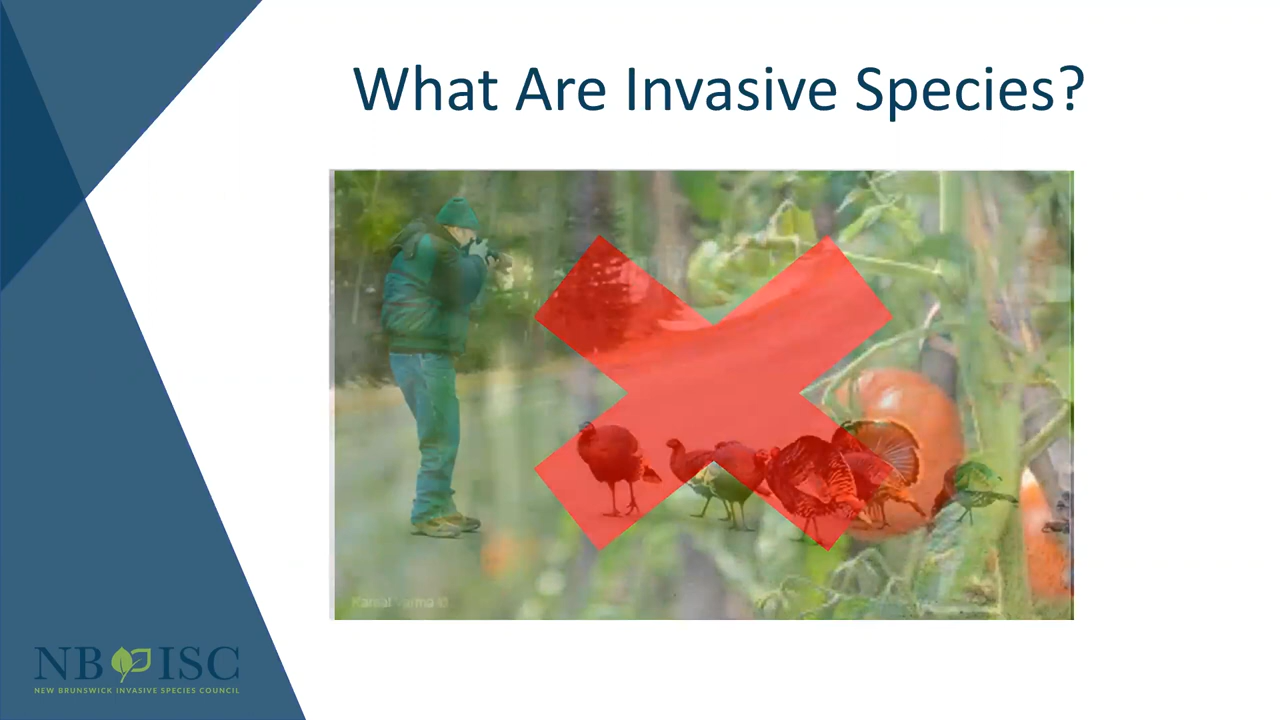 What Are Invasive Species?
NB ISC
NEW BRUNSWICK INVASIVE SPECIES COUNCIL